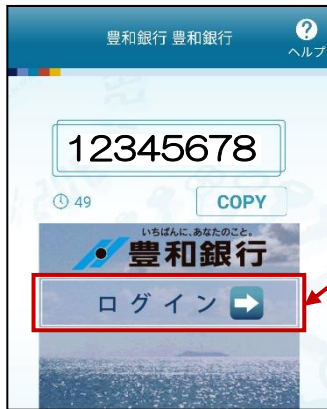 豊和銀行 豊和銀行
?
ヘルプ
12345678
49
COPY
いちばんに、あなたのこと。
豊和銀行
ログイン